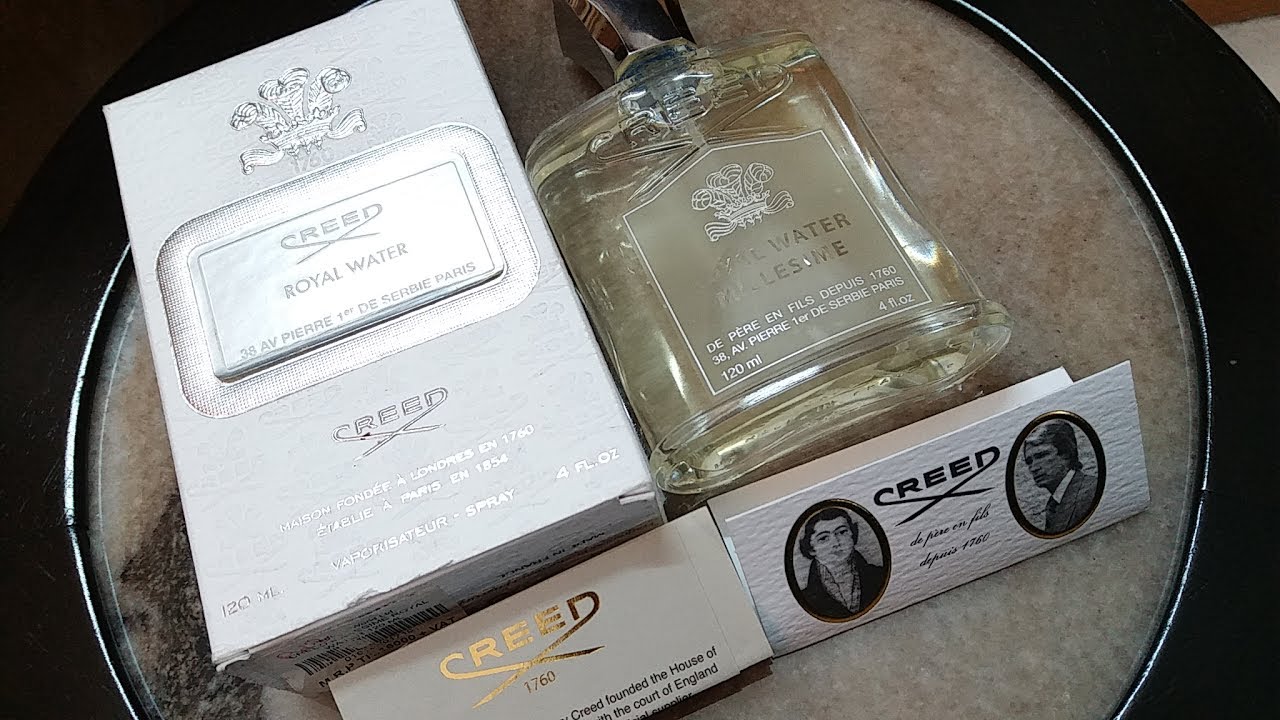 1760
CREED
ROYAL WATER
38 AV PIERRE 1er DE SERBIE PARIS
CREED
MAISON FONDÉE À LONDRES EN 1760
ÉTABLIE À PARIS EN 1854
VAPORISATEUR - SPRAY
4 FL.OZ
120 ML
CREED
WATER
DE PÈRE EN FILS DEPUIS 1760
38, AV. PIERRE 1er DE SERBIE PARIS
120 ml
4 fl.oz
CREED
de père en fils
depuis 1760
CREED
1760
Creed founded the House of
with the court of England